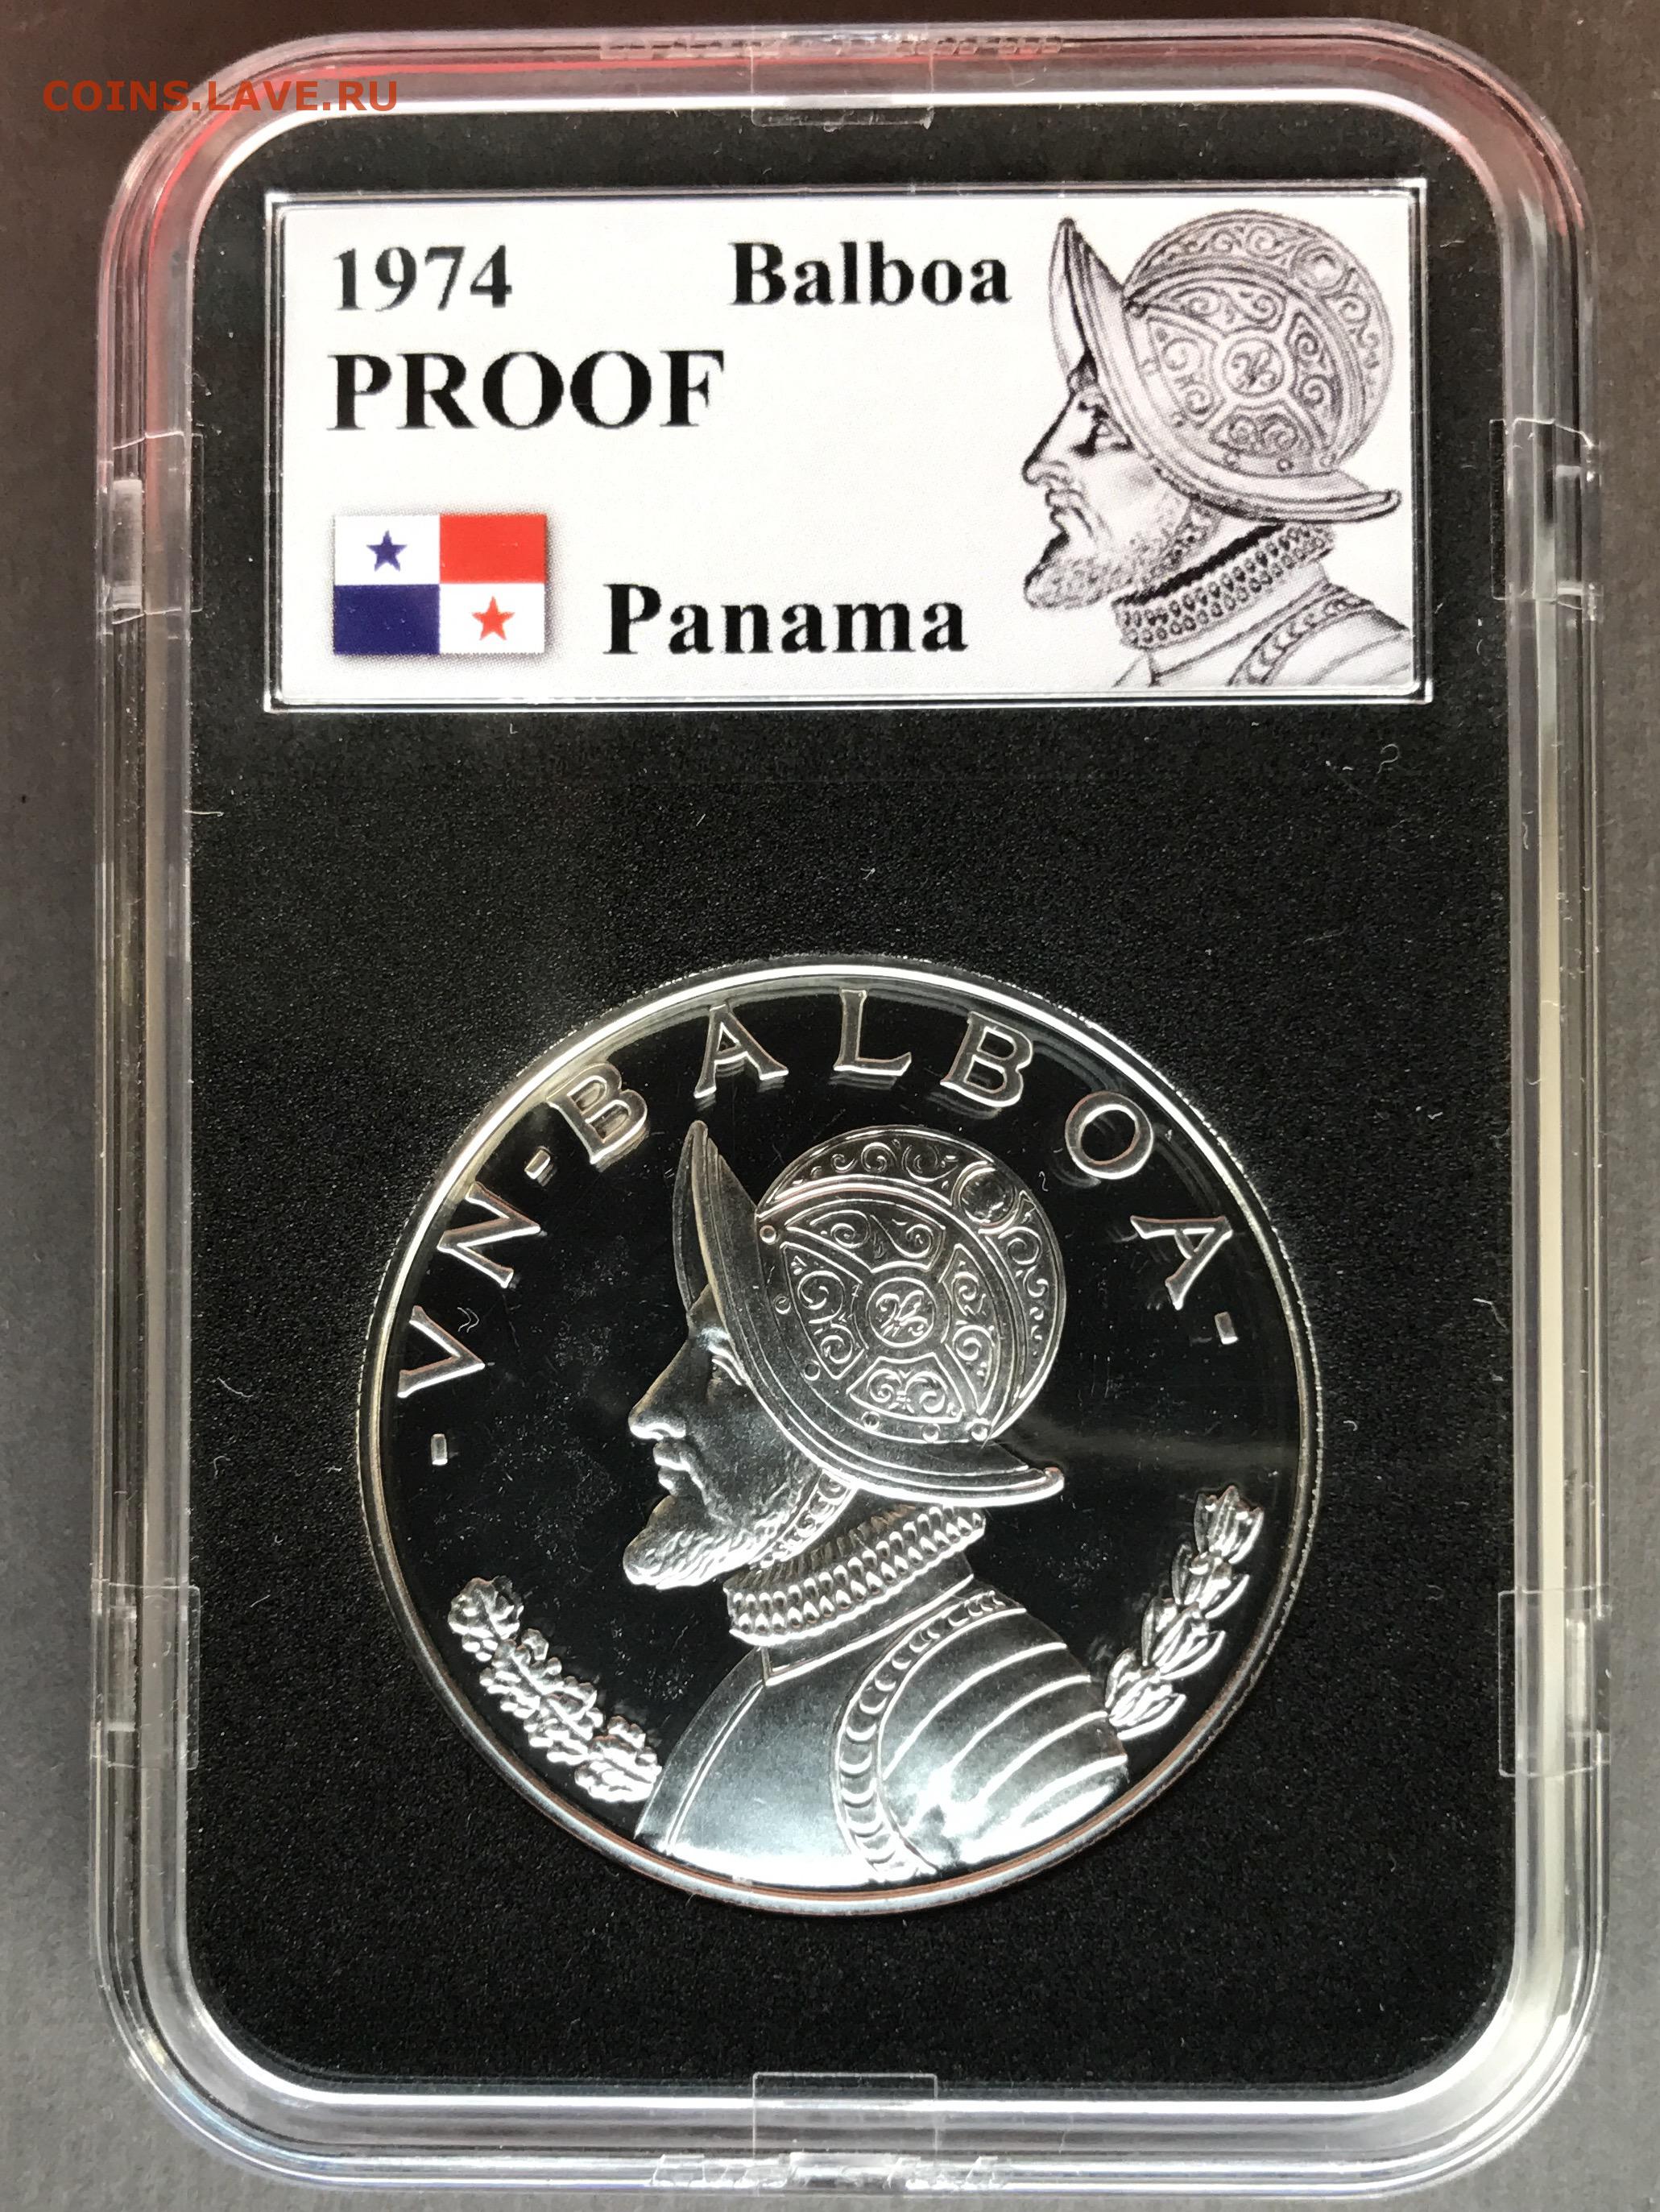 COINS.LAVE.RU
1974 Balboa
PROOF
Panama
-VN-BALBOA-